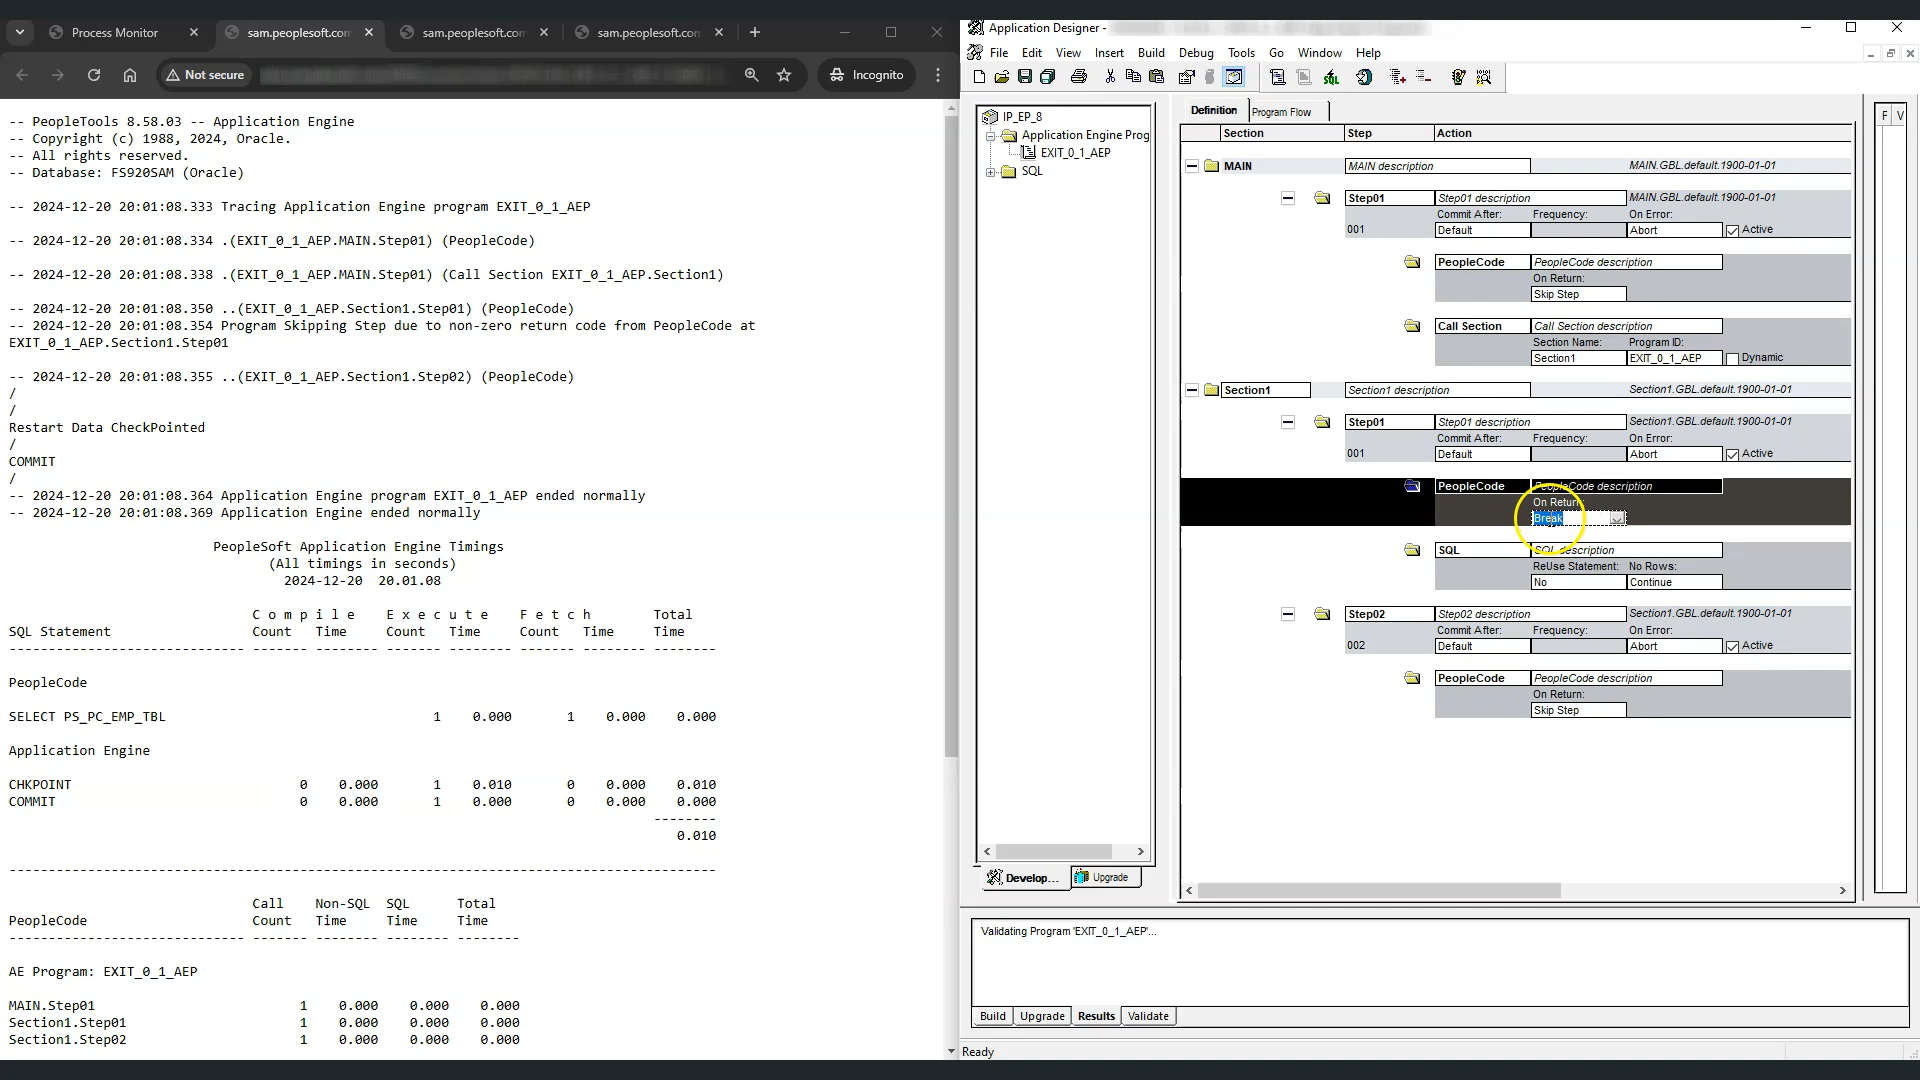 Process Monitor
sam.peoplesoft.com
sam.peoplesoft.com
sam.peoplesoft.com
Not secure
Incognito
-- PeopleTools 8.58.03 -- Application Engine
-- Copyright (c) 1988, 2024, Oracle.
-- All rights reserved.
-- Database: FS920SAM (Oracle)
-- 2024-12-20 20:01:08.333 Tracing Application Engine program EXIT_0_1_AEP
-- 2024-12-20 20:01:08.334 .(EXIT_0_1_AEP.MAIN.Step01) (PeopleCode)
-- 2024-12-20 20:01:08.338 .(EXIT_0_1_AEP.MAIN.Step01) (Call Section EXIT_0_1_AEP.Section1)
-- 2024-12-20 20:01:08.350 ..(EXIT_0_1_AEP.Section1.Step01) (PeopleCode)
-- 2024-12-20 20:01:08.354 Program Skipping Step due to non-zero return code from PeopleCode at
EXIT_0_1_AEP.Section1.Step01
-- 2024-12-20 20:01:08.355 ..(EXIT_0_1_AEP.Section1.Step02) (PeopleCode)
/
/
Restart Data CheckPointed
/
COMMIT
/
-- 2024-12-20 20:01:08.364 Application Engine program EXIT_0_1_AEP ended normally
-- 2024-12-20 20:01:08.369 Application Engine ended normally
PeopleSoft Application Engine Timings
(All timings in seconds)
2024-12-20 20.01.08
C o m p i l e E x e c u t e F e t c h Total
SQL Statement Count Time Count Time Count Time Time
------------------------------ ------- -------- ------- -------- ------- -------- --------
PeopleCode
SELECT PS_PC_EMP_TBL 1 0.000 1 0.000 0.000
Application Engine
CHKPOINT 0 0.000 1 0.010 0 0.000 0.010
COMMIT 0 0.000 1 0.000 0 0.000 0.000
--------
0.010
------------------------------------------------------------------------------------------
Call Non-SQL SQL Total
PeopleCode Count Time Time Time
------------------------------ ------- -------- -------- --------
AE Program: EXIT_0_1_AEP
MAIN.Step01 1 0.000 0.000 0.000
Section1.Step01 1 0.000 0.000 0.000
Section1.Step02 1 0.000 0.000 0.000
Application Designer -
File Edit View Insert Build Debug Tools Go Window Help
SQL
IP_EP_8
Application Engine Prog
EXIT_0_1_AEP
SQL
Develop... Upgrade
Definition Program Flow
Section Step Action
MAIN MAIN description MAIN.GBL.default.1900-01-01
Step01 Step01 description MAIN.GBL.default.1900-01-01
Commit After: Frequency: On Error:
001 Default Abort Active
PeopleCode PeopleCode description
On Return:
Skip Step
Call Section Call Section description
Section Name: Program ID:
Section1 EXIT_0_1_AEP Dynamic
Section1 Section1 description Section1.GBL.default.1900-01-01
Step01 Step01 description Section1.GBL.default.1900-01-01
Commit After: Frequency: On Error:
001 Default Abort Active
PeopleCode PeopleCode description
On Return:
Break
SQL SQL description
ReUse Statement: No Rows:
No Continue
Step02 Step02 description Section1.GBL.default.1900-01-01
Commit After: Frequency: On Error:
002 Default Abort Active
PeopleCode PeopleCode description
On Return:
Skip Step
F V
Validating Program 'EXIT_0_1_AEP'...
Build Upgrade Results Validate
Ready